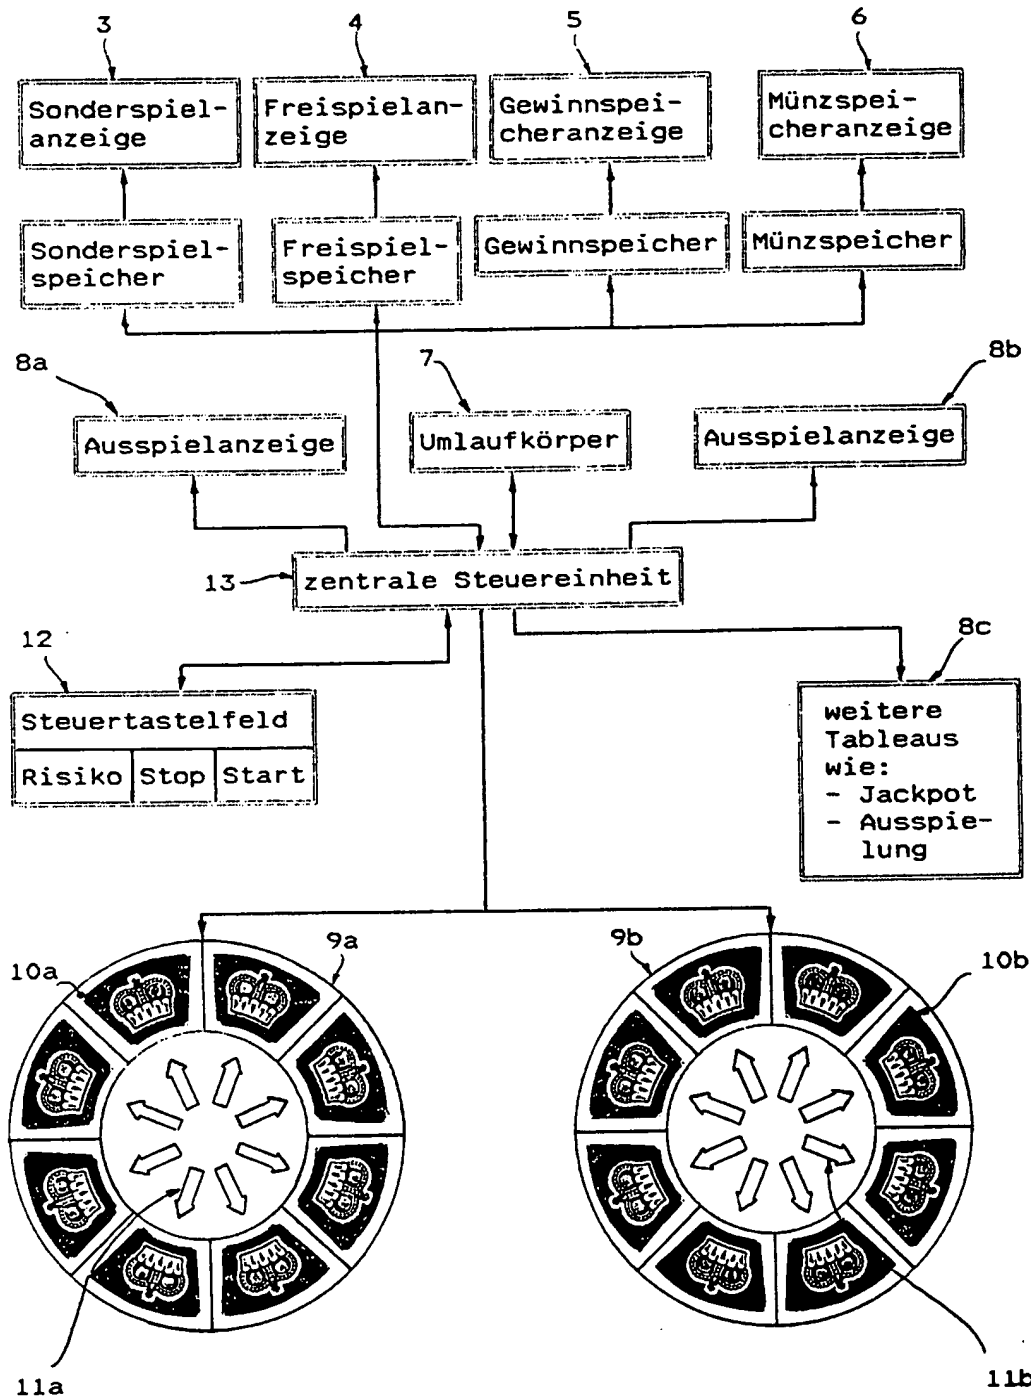 3
4
5
6
Sonderspiel-
anzeige
Freispielan-
zeige
Gewinnspei-
cheranzeige
Münzspei-
cheranzeige
Sonderspiel-
speicher
Freispiel-
speicher
Gewinnspeicher
Münzspeicher
8a
7
8b
Ausspielanzeige
Umlaufkörper
Ausspielanzeige
13
zentrale Steuereinheit
12
8c
Steuertastelfeld
Risiko Stop Start
weitere
Tableaus
wie:
- Jackpot
- Ausspie-
lung
10a
9a
9b
10b
11a
11b